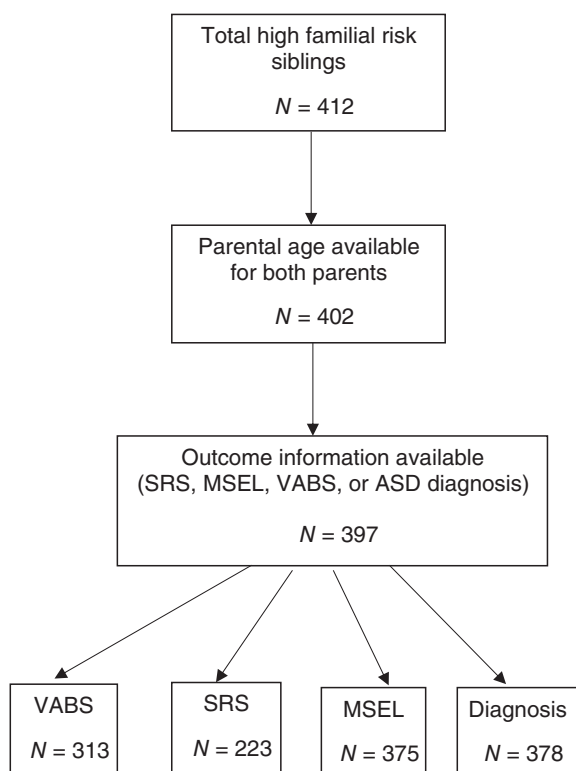 Total high familial risk
siblings
N = 412
Parental age available
for both parents
N = 402
Outcome information available
(SRS, MSEL, VABS, or ASD diagnosis)
N = 397
VABS
N = 313
SRS
N = 223
MSEL
N = 375
Diagnosis
N = 378